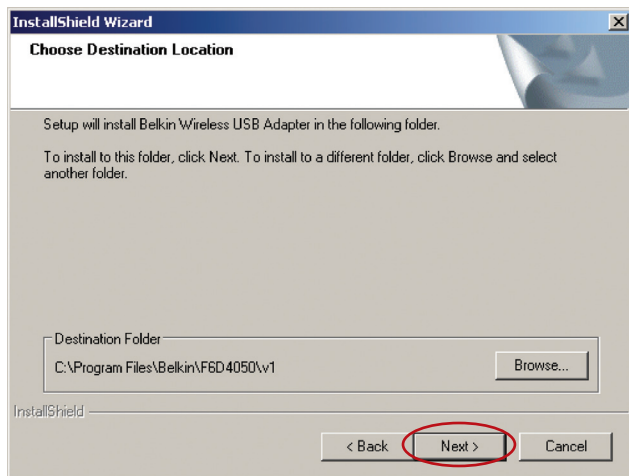 InstallShield Wizard
Choose Destination Location
Setup will install Belkin Wireless USB Adapter in the following folder.
To install to this folder, click Next. To install to a different folder, click Browse and select
another folder.
Destination Folder
C:\Program Files\Belkin\F6D4050\v1
Browse...
InstallShield
< Back
Next >
Cancel